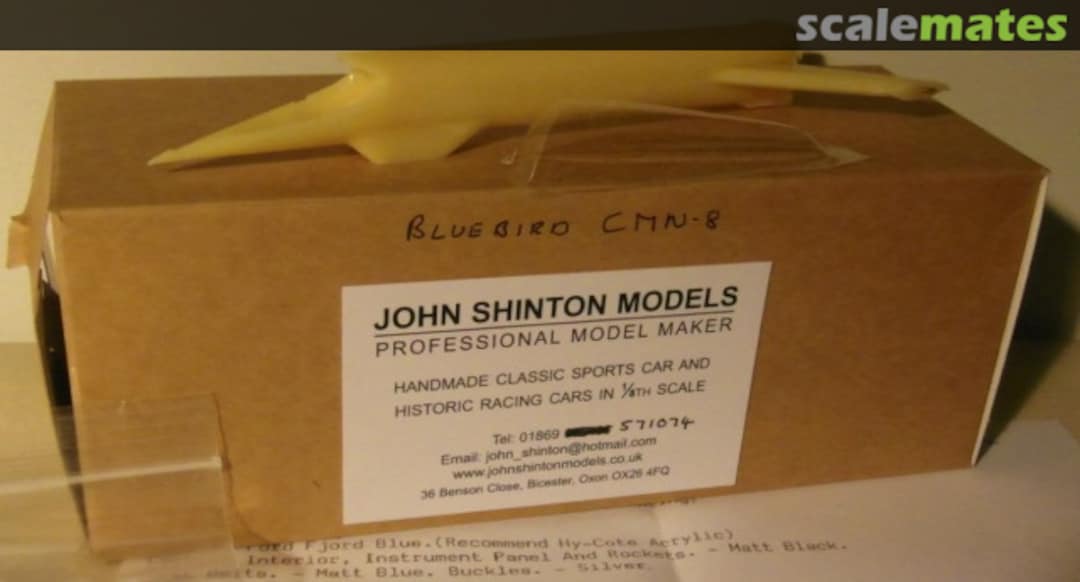 scalemates
BLUEBIRD CMN-8
JOHN SHINTON MODELS
PROFESSIONAL MODEL MAKER
HANDMADE CLASSIC SPORTS CAR AND
HISTORIC RACING CARS IN ⅛TH SCALE
Tel: 01869 571074
Email: john_shinton@hotmail.com
www.johnshintonmodels.co.uk
36 Benson Close, Bicester, Oxon OX26 4FQ
Ford Fjord Blue.(Recommend Hy-Cote Acrylic)
Interior, Instrument Panel And Rockets. - Matt Black.
Belts. - Matt Blue. Buckles. - Silver